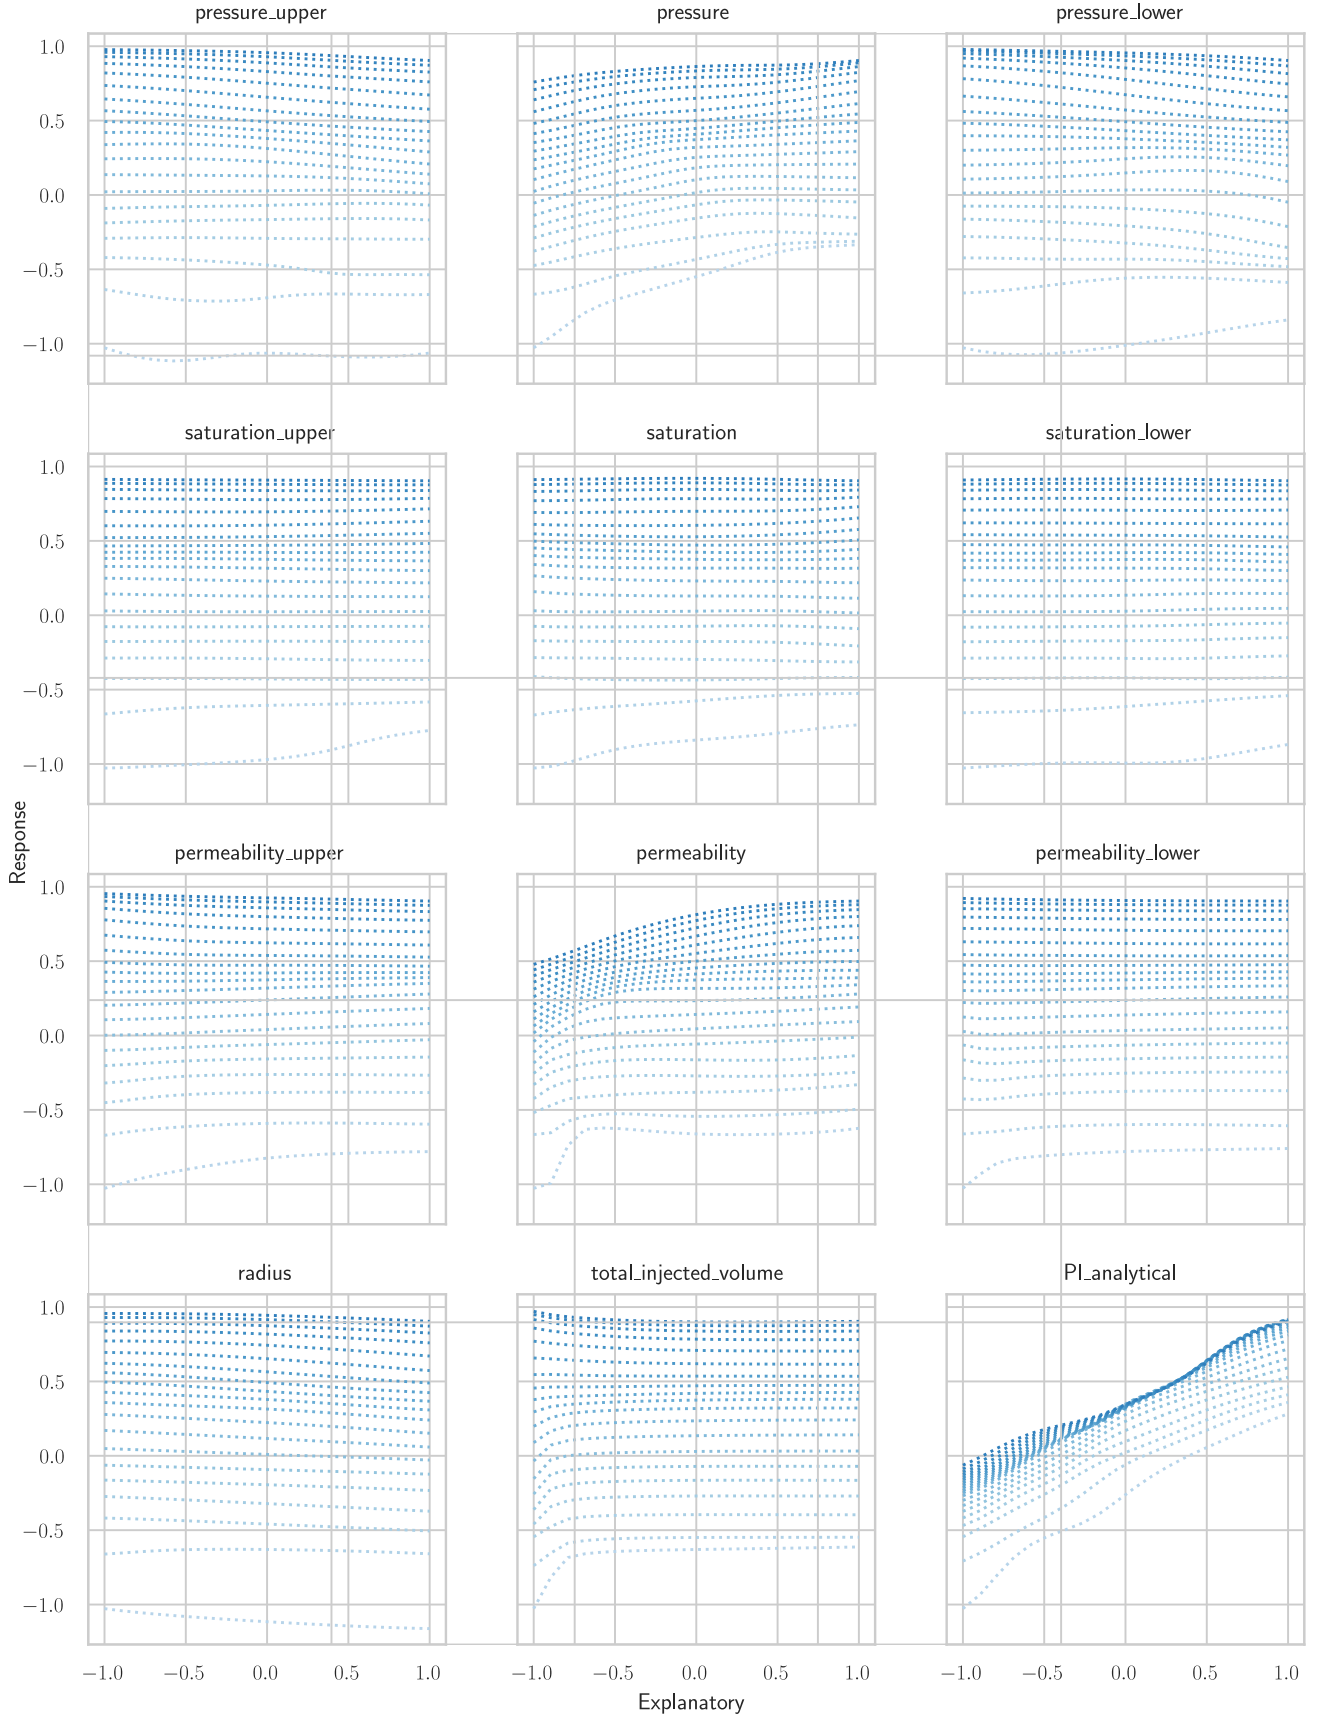 pressure_upper pressure pressure_lower
1.0
0.5
0.0
−0.5
−1.0
saturation_upper saturation saturation_lower
1.0
0.5
0.0
−0.5
−1.0
Response
permeability_upper permeability permeability_lower
1.0
0.5
0.0
−0.5
−1.0
radius total_injected_volume PI_analytical
1.0
0.5
0.0
−0.5
−1.0
−1.0 −0.5 0.0 0.5 1.0 −1.0 −0.5 0.0 0.5 1.0 −1.0 −0.5 0.0 0.5 1.0
Explanatory